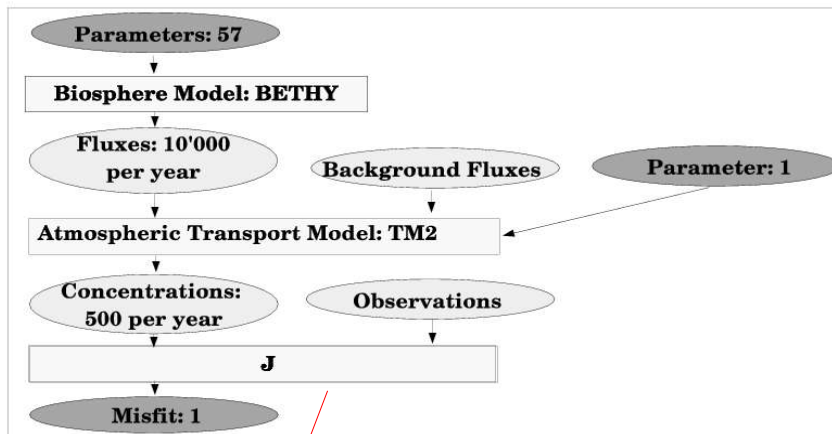 Parameters: 57
Biosphere Model: BETHY
Fluxes: 10'000
per year
Background Fluxes
Parameter: 1
Atmospheric Transport Model: TM2
Concentrations:
500 per year
Observations
J
Misfit: 1